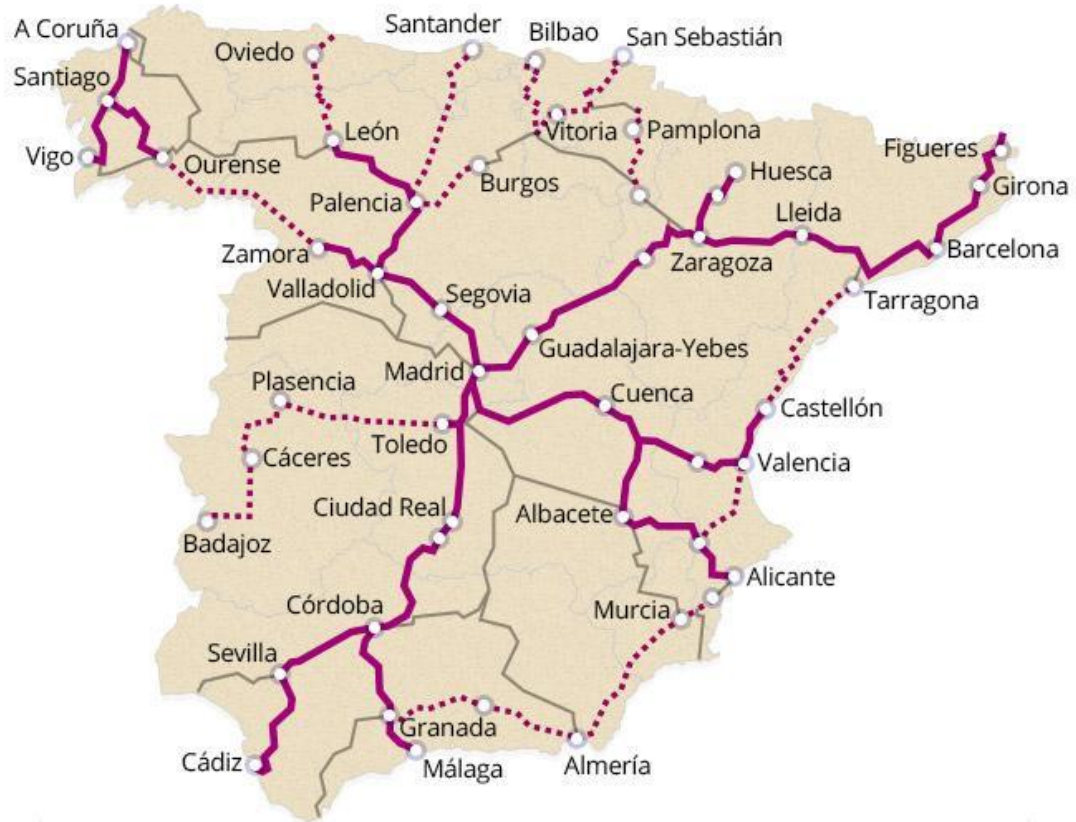 A Coruña
Santander
Bilbao
San Sebastián
Oviedo
Santiago
León
Vitoria
Pamplona
Vigo
Ourense
Burgos
Huesca
Figueres
Girona
Palencia
Lleida
Zamora
Zaragoza
Barcelona
Valladolid
Segovia
Tarragona
Guadalajara-Yebes
Madrid
Plasencia
Cuenca
Castellón
Toledo
Cáceres
Valencia
Ciudad Real
Albacete
Badajoz
Alicante
Córdoba
Murcia
Sevilla
Granada
Cádiz
Málaga
Almería